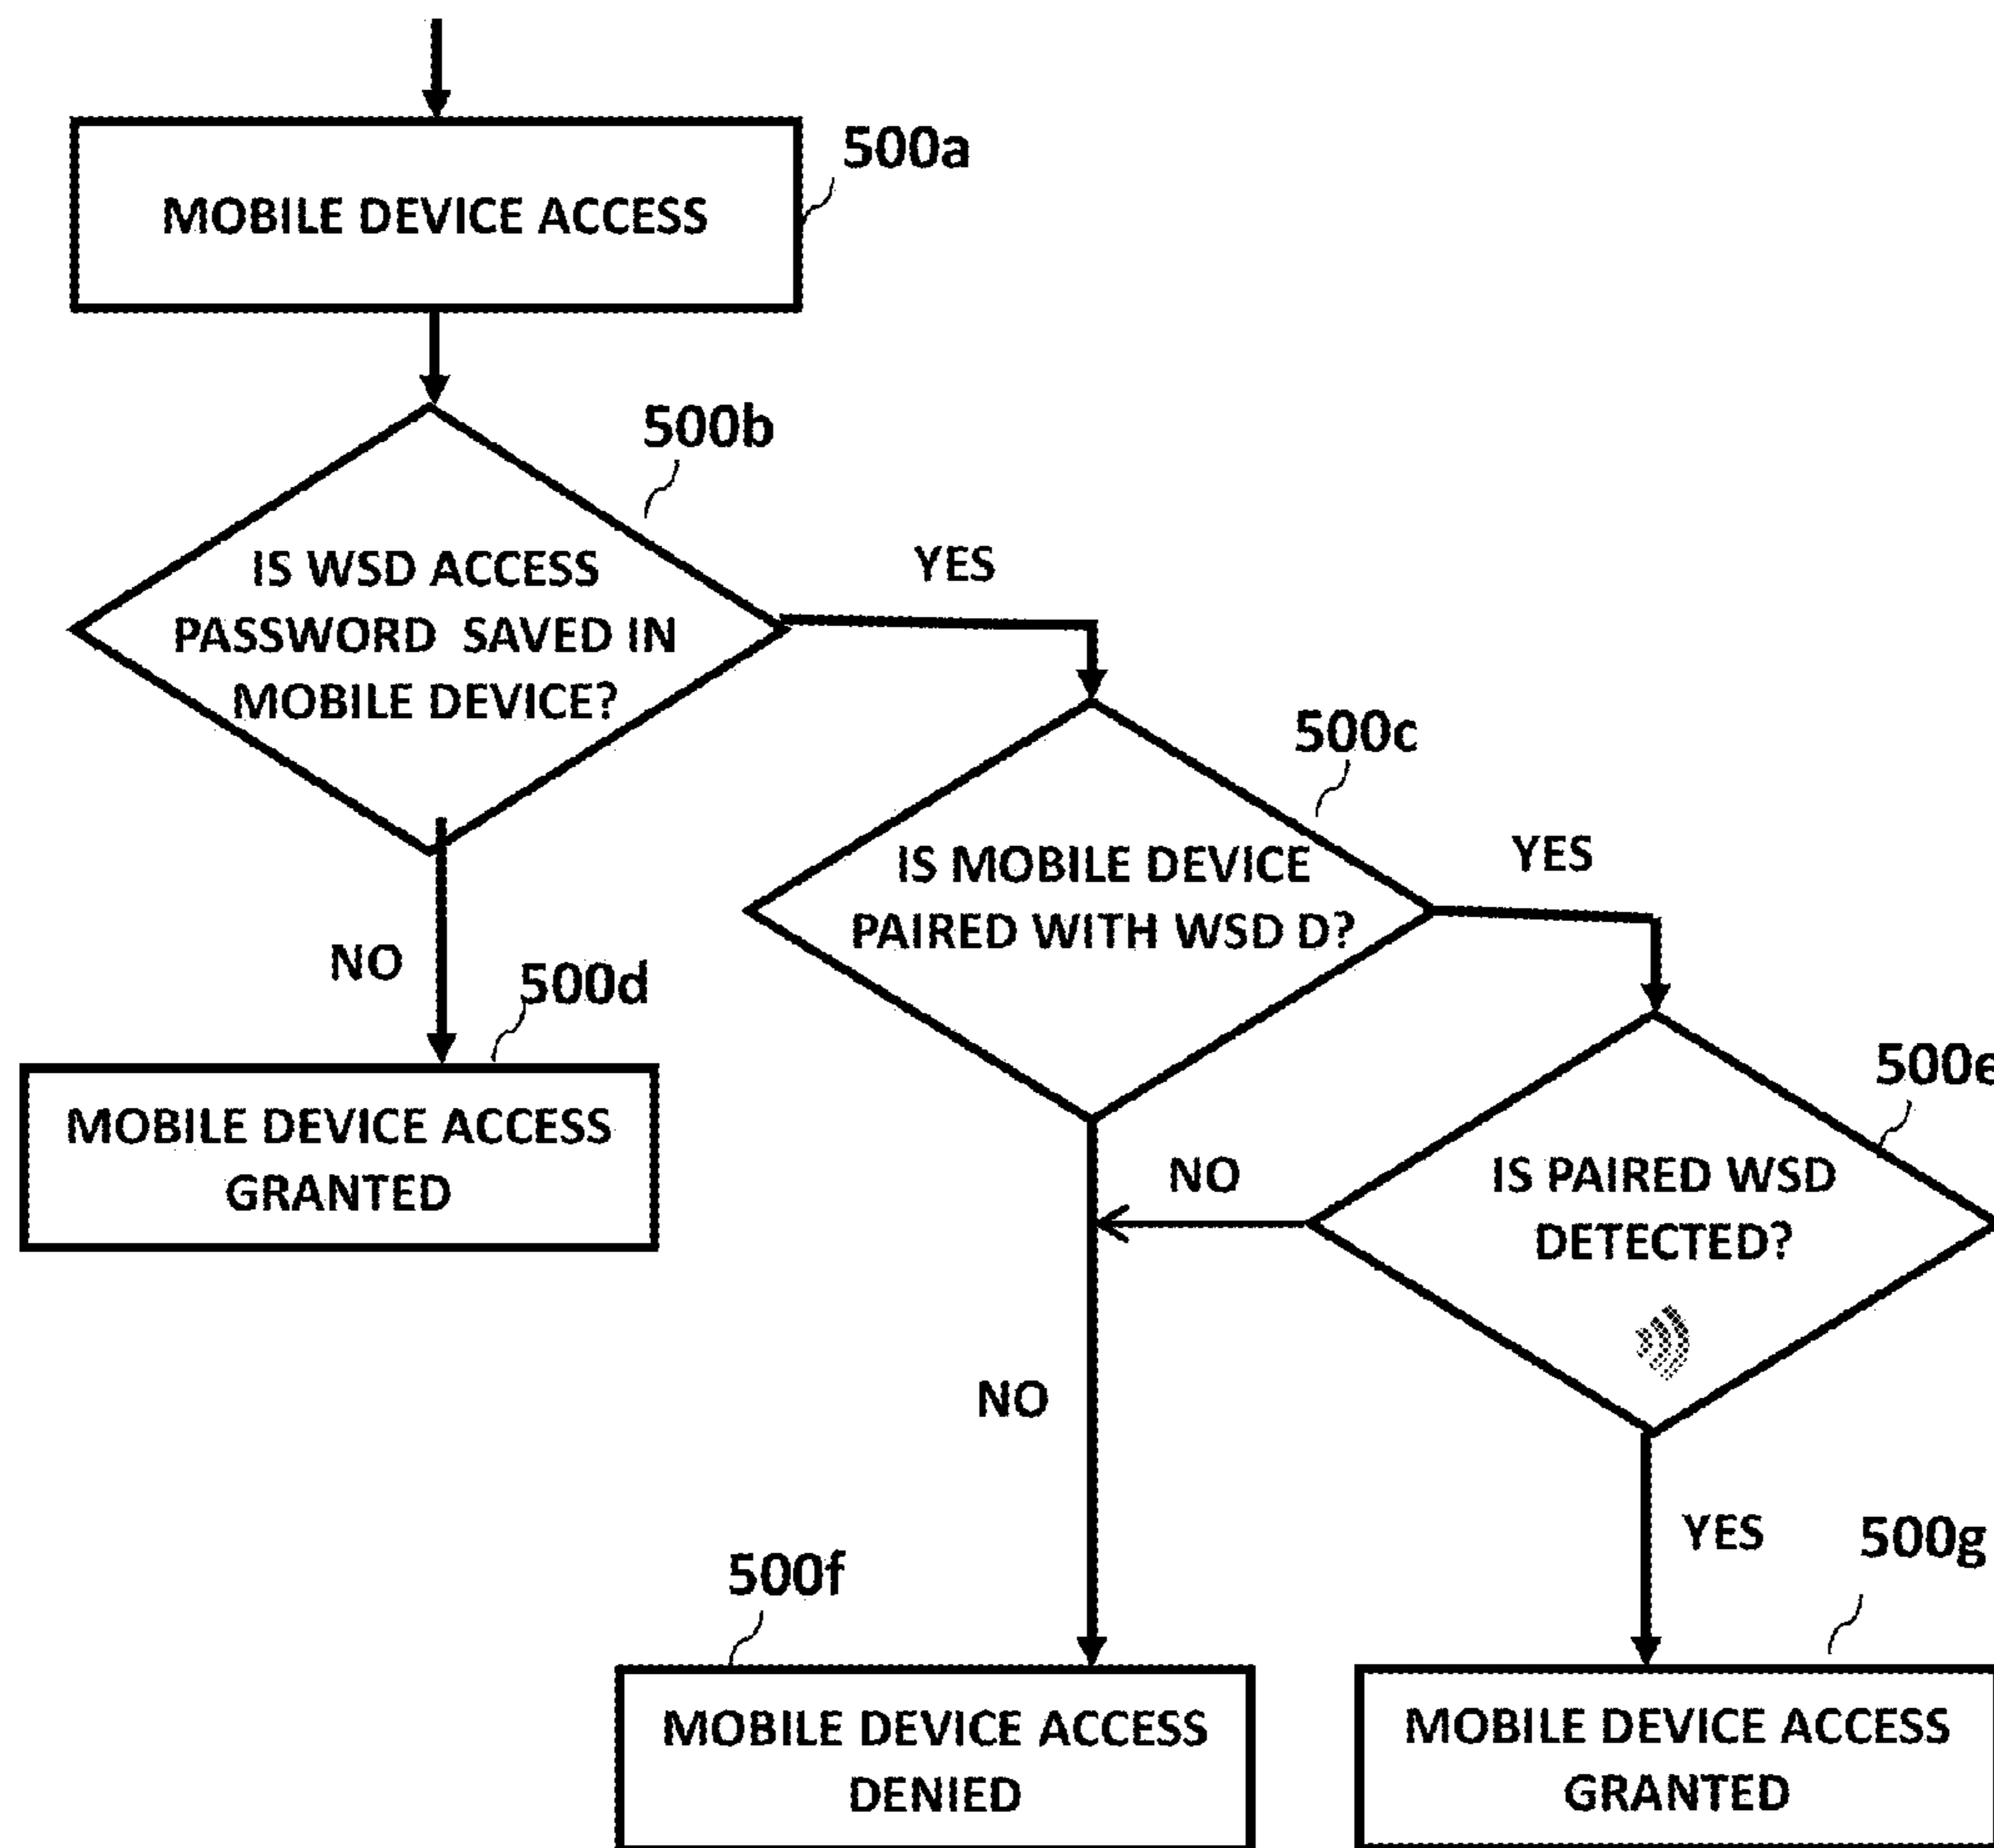 500a
MOBILE DEVICE ACCESS
500b
IS WSD ACCESS
PASSWORD SAVED IN
MOBILE DEVICE?
YES
500c
IS MOBILE DEVICE
PAIRED WITH WSD D?
YES
NO
500d
MOBILE DEVICE ACCESS
GRANTED
500e
IS PAIRED WSD
DETECTED?
NO
NO
YES
500f
MOBILE DEVICE ACCESS
DENIED
500g
MOBILE DEVICE ACCESS
GRANTED